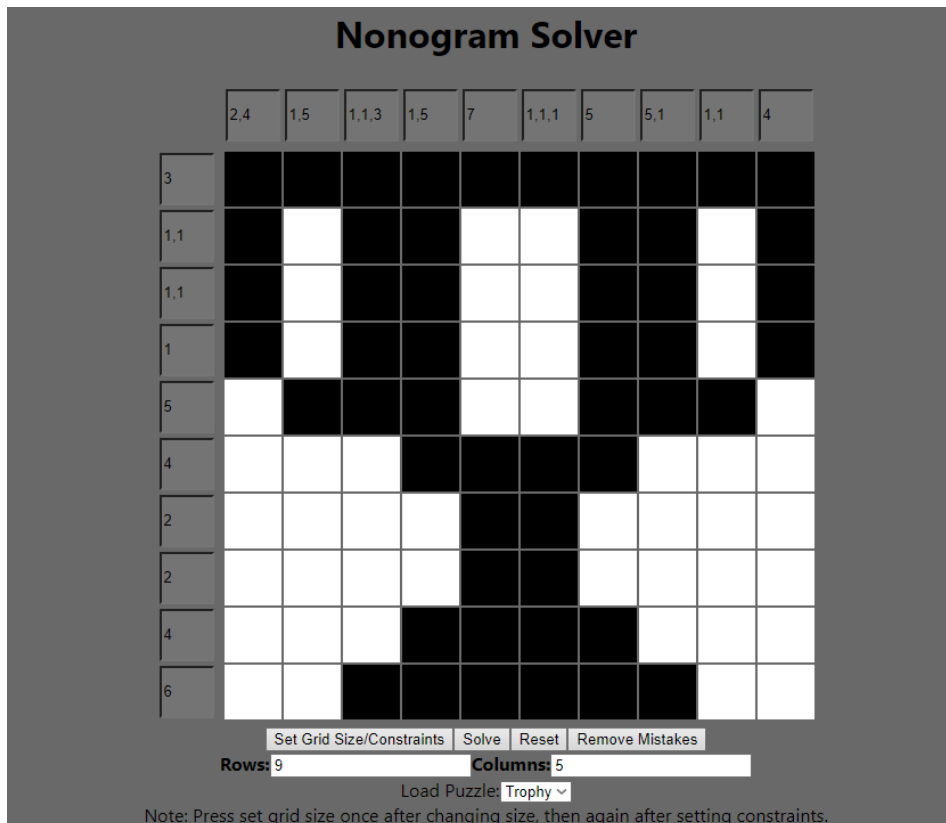 Nonogram Solver
2,4 1,5 1,1,3 1,5 7 1,1,1 5 5,1 1,1 4
3
1,1
1,1
1
5
4
2
2
4
6
Set Grid Size/Constraints Solve Reset Remove Mistakes
Rows: 9 Columns: 5
Load Puzzle: Trophy
Note: Press set grid size once after changing size, then again after setting constraints.